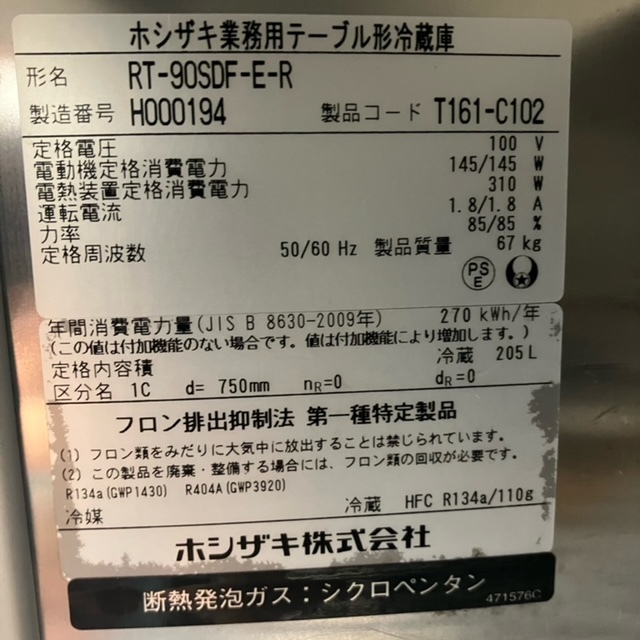 ホシザキ業務用テーブル形冷蔵庫
形名 RT-90SDF-E-R
製造番号 H000194 製品コード T161-C102
定格電圧 100 V
電動機定格消費電力 145/145 W
電熱装置定格消費電力 310 W
運転電流 1.8/1.8 A
力率 85/85 %
定格周波数 50/60 Hz 製品質量 67 kg
PS E
年間消費電力量(JIS B 8630-2009年) 270 kWh/年
(この値は付加機能のない場合です。値は付加機能により増加します。)
定格内容積 冷蔵 205 L
区分名 1C d= 750mm nR=0 dR=0
フロン排出抑制法 第一種特定製品
(1) フロン類をみだりに大気中に放出することは禁じられています。
(2) この製品を廃棄・整備する場合には、フロン類の回収が必要です。
R134a(GWP1430) R404A(GWP3920)
冷媒 冷蔵 HFC R134a/110g
ホシザキ株式会社
断熱発泡ガス:シクロペンタン 471576C